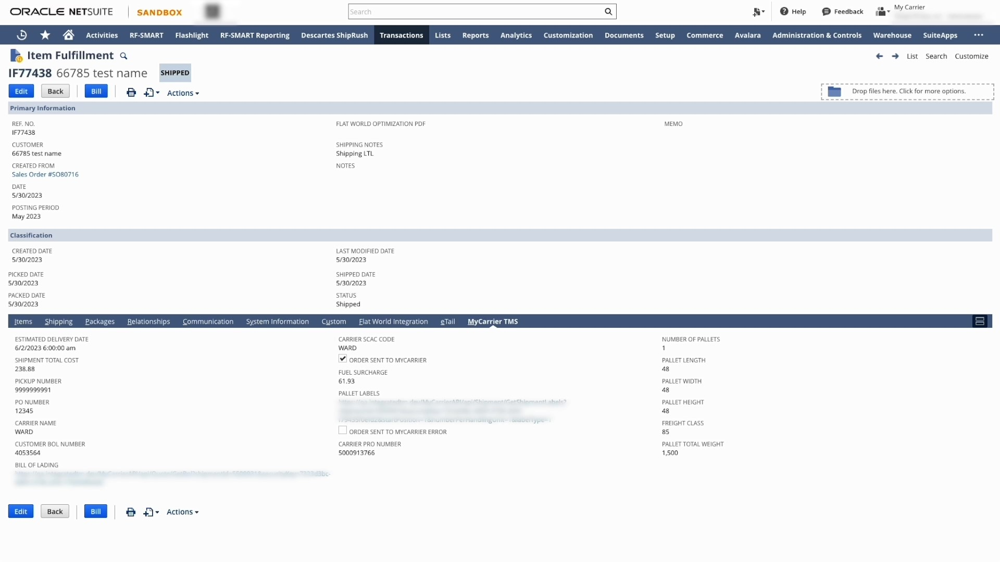 ORACLE NETSUITE
SANDBOX
Search
Help
Feedback
My Carrier
Activities
RF-SMART
Flashlight
RF-SMART Reporting
Descartes ShipRush
Transactions
Lists
Reports
Analytics
Customization
Documents
Setup
Commerce
Avalara
Administration & Controls
Warehouse
SuiteApps
Item Fulfillment
List
Search
Customize
IF77438 66785 test name
SHIPPED
Edit
Back
Bill
Actions
Drop files here. Click for more options.
Primary Information
REF. NO.
IF77438
CUSTOMER
66785 test name
CREATED FROM
Sales Order #SO80716
DATE
5/30/2023
POSTING PERIOD
May 2023
FLAT WORLD OPTIMIZATION PDF
SHIPPING NOTES
Shipping LTL
NOTES
MEMO
Classification
CREATED DATE
5/30/2023
PICKED DATE
5/30/2023
PACKED DATE
5/30/2023
LAST MODIFIED DATE
5/30/2023
SHIPPED DATE
5/30/2023
STATUS
Shipped
Items
Shipping
Packages
Relationships
Communication
System Information
Custom
Flat World Integration
eTail
MyCarrier TMS
ESTIMATED DELIVERY DATE
6/2/2023 6:00:00 am
SHIPMENT TOTAL COST
238.88
PICKUP NUMBER
9999999991
PO NUMBER
12345
CARRIER NAME
WARD
CUSTOMER BOL NUMBER
4053564
BILL OF LADING
CARRIER SCAC CODE
WARD
ORDER SENT TO MYCARRIER
FUEL SURCHARGE
61.93
PALLET LABELS
ORDER SENT TO MYCARRIER ERROR
CARRIER PRO NUMBER
5000913766
NUMBER OF PALLETS
1
PALLET LENGTH
48
PALLET WIDTH
48
PALLET HEIGHT
48
FREIGHT CLASS
85
PALLET TOTAL WEIGHT
1,500
Edit
Back
Bill
Actions